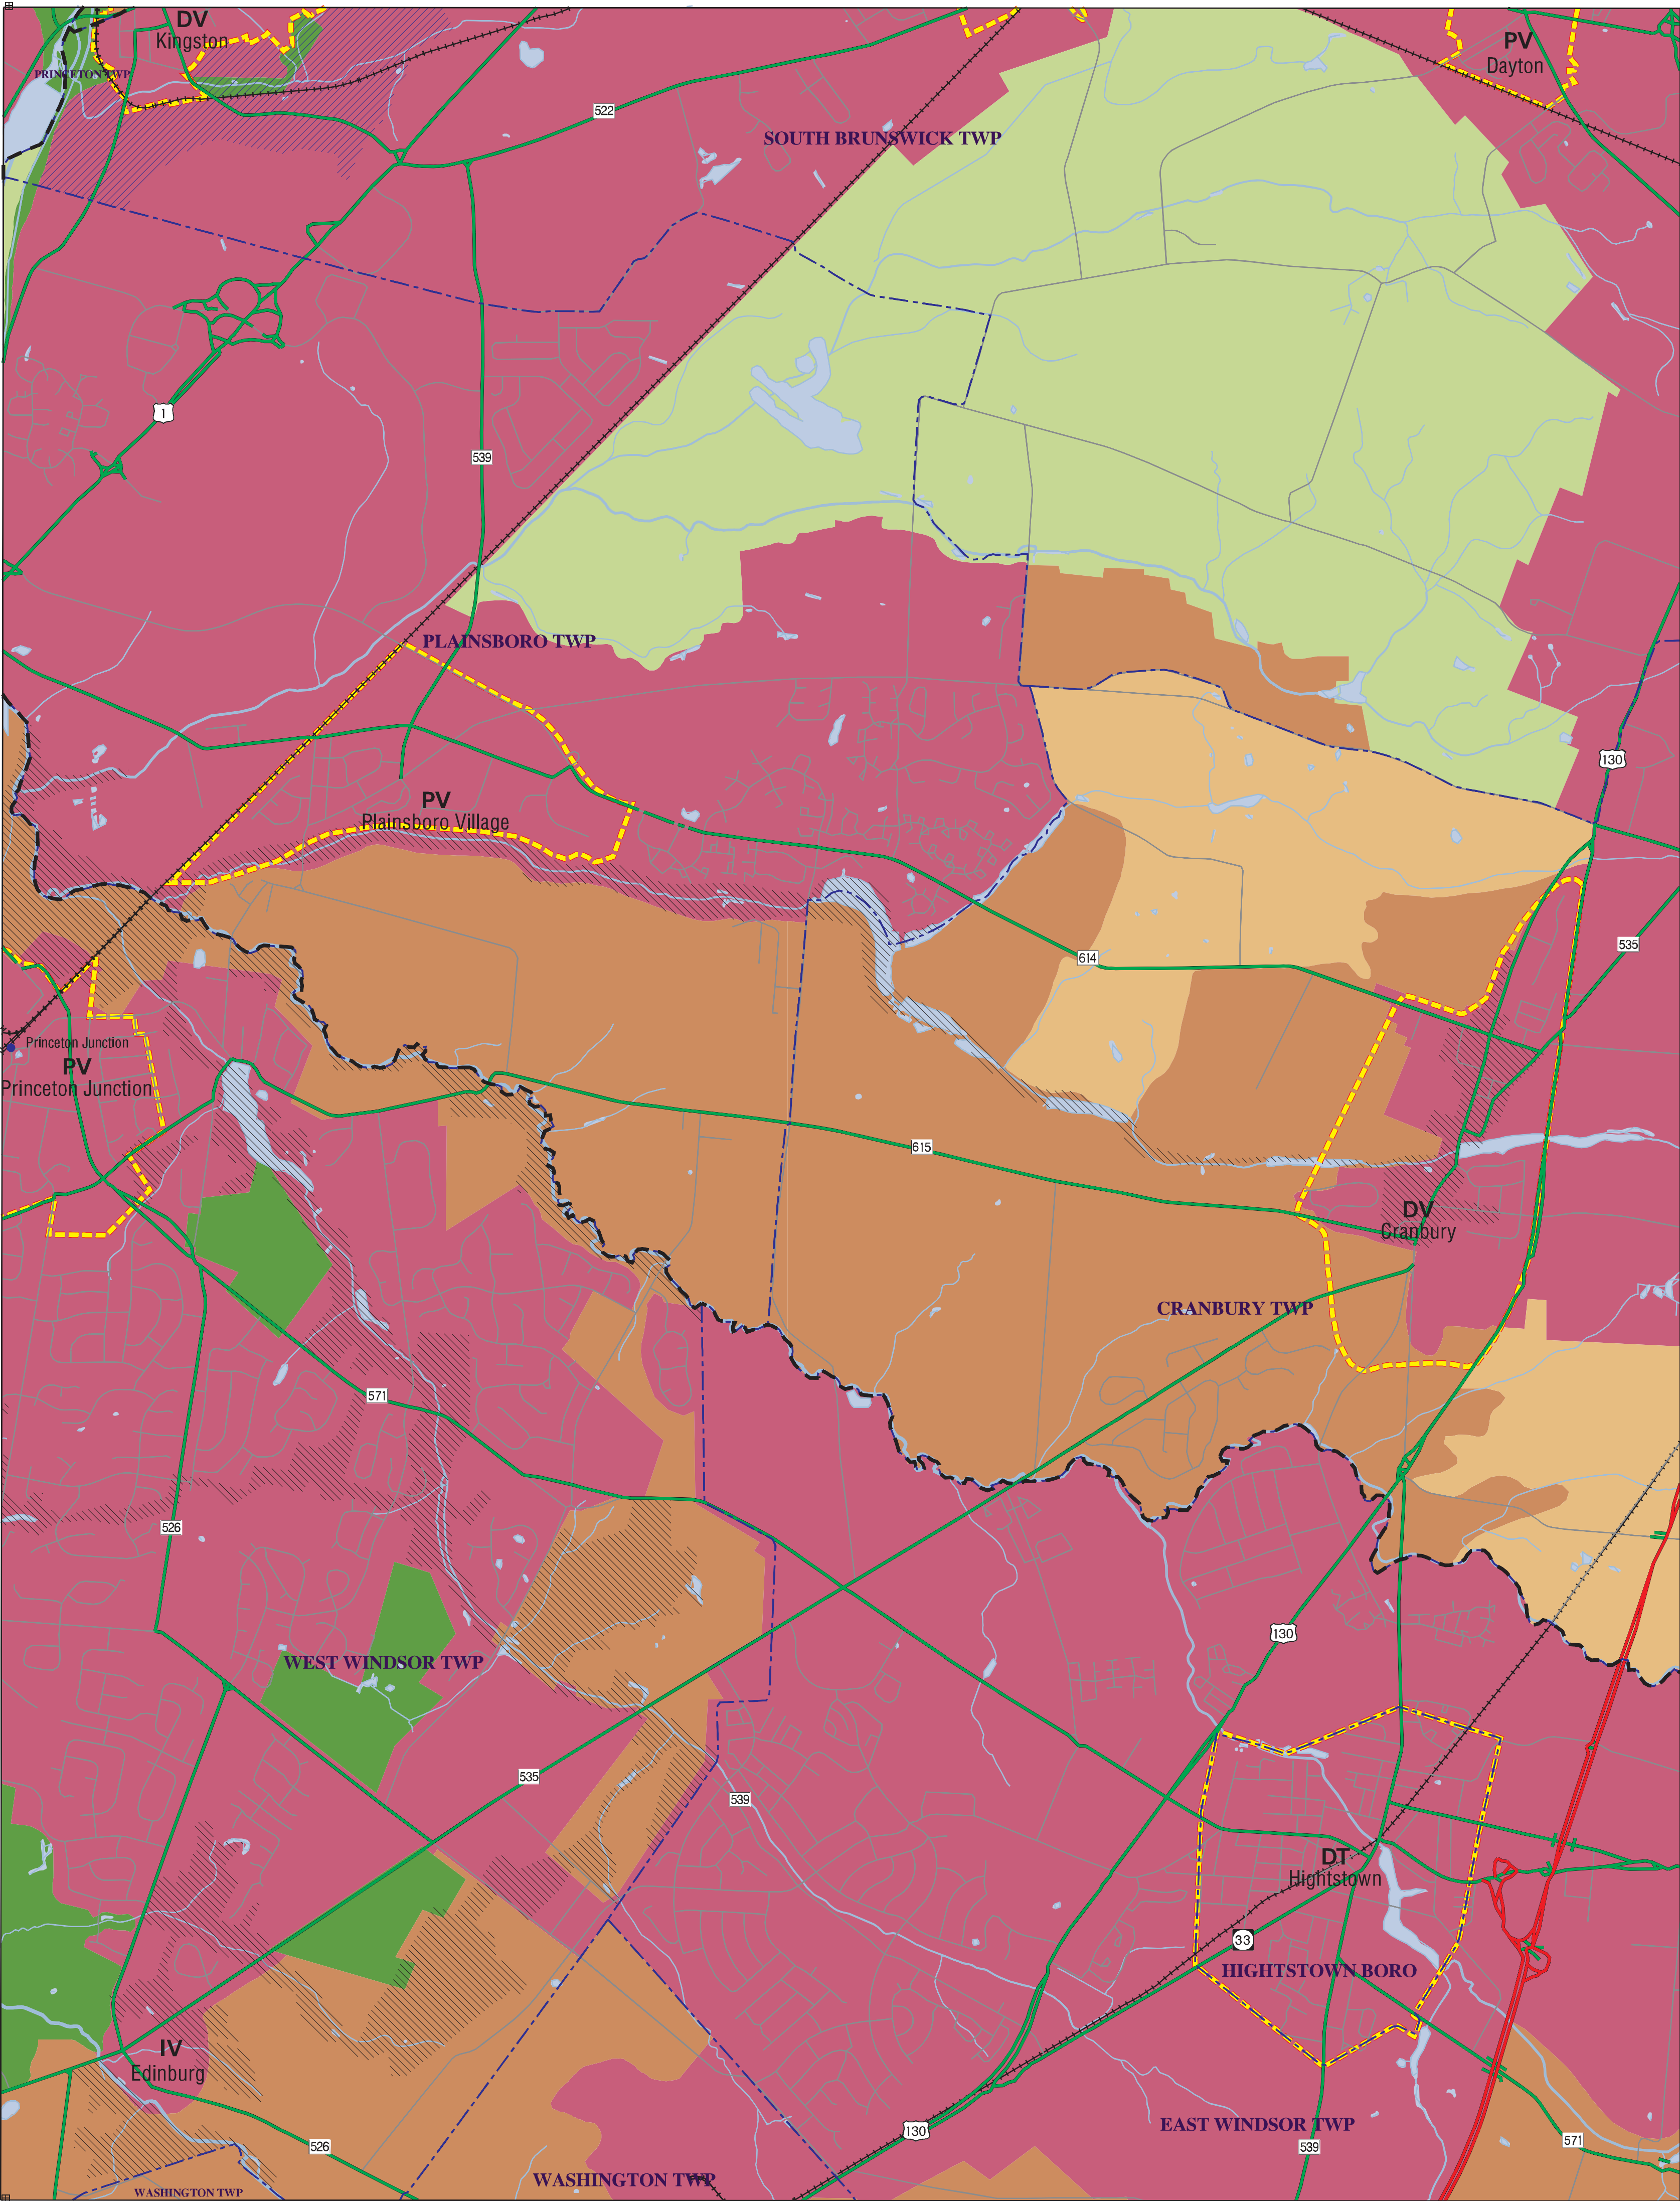 DV
Kingston
PV
Dayton
PRINCETON TWP
522
SOUTH BRUNSWICK TWP
1
539
PLAINSBORO TWP
130
PV
Plainsboro Village
535
614
Princeton Junction
PV
Princeton Junction
615
DV
Cranbury
CRANBURY TWP
571
526
130
WEST WINDSOR TWP
535
539
DT
Hightstown
33
HIGHTSTOWN BORO
IV
Edinburg
130
EAST WINDSOR TWP
571
526
539
WASHINGTON TWP
WASHINGTON TWP